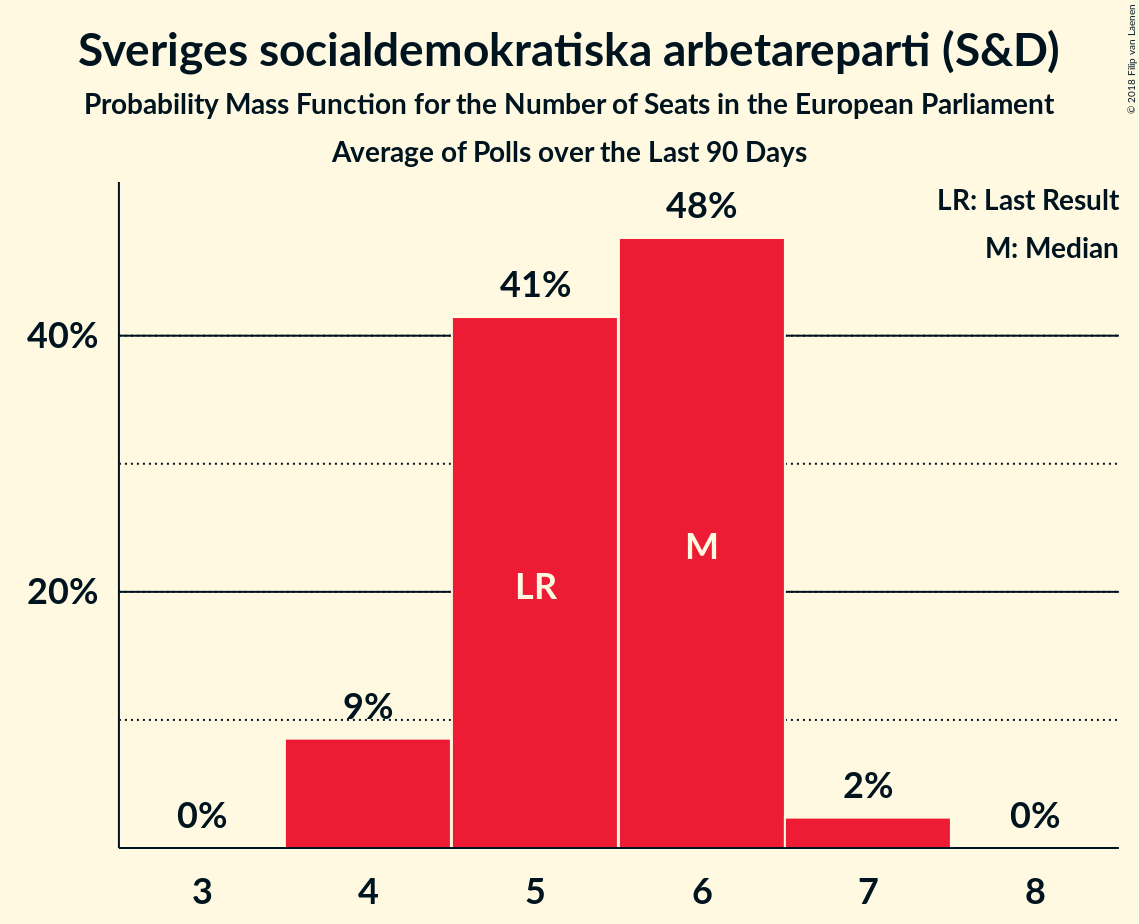 Sveriges socialdemokratiska arbetareparti (S&D)
Probability Mass Function for the Number of Seats in the European Parliament
Average of Polls over the Last 90 Days
© 2018 Filip van Laenen
LR: Last Result
M: Median
48%
41%
40%
M
LR
20%
9%
2%
0%
0%
3 4 5 6 7 8